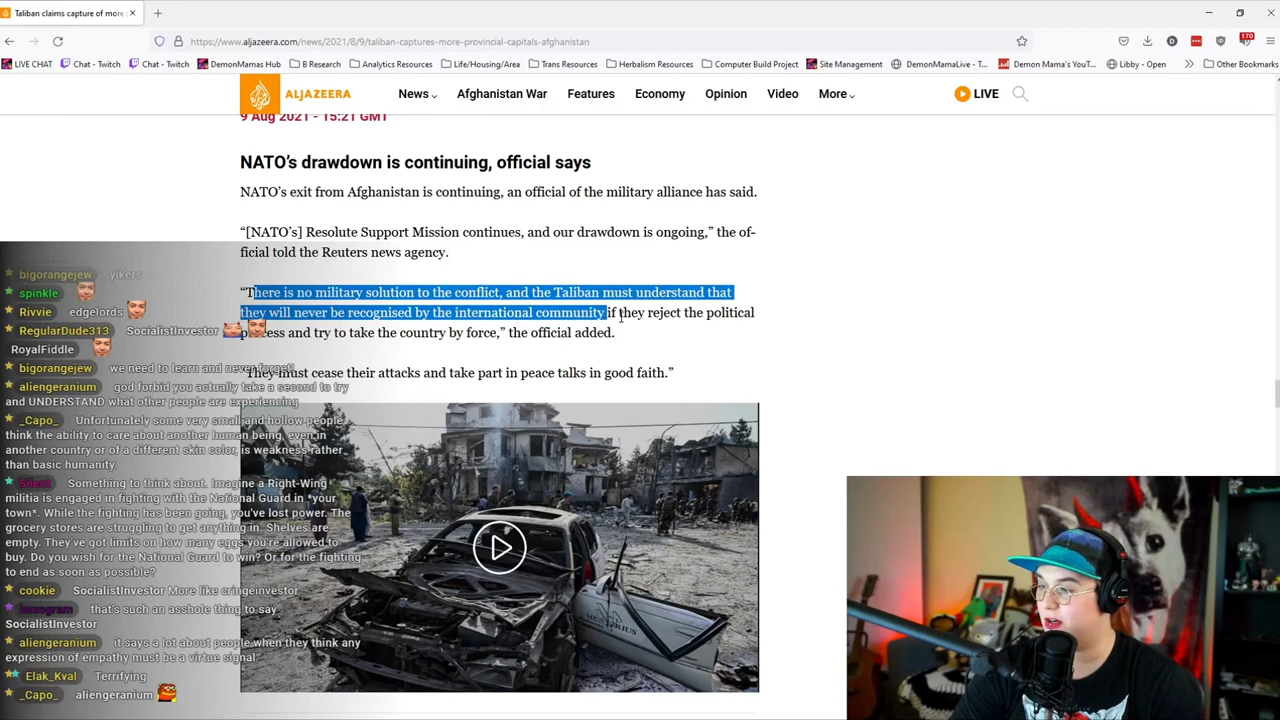 Taliban claims capture of more
https://www.aljazeera.com/news/2021/8/9/taliban-captures-more-provincial-capitals-afghanistan
170
LIVE CHAT
Chat - Twitch
Chat - Twitch
DemonMamas Hub
B Research
Analytics Resources
Life/Housing/Area
Trans Resources
Herbalism Resources
Computer Build Project
Site Management
DemonMamaLive - T...
Demon Mama's YouT...
Libby - Open
Other Bookmarks
ALJAZEERA
News
Afghanistan War
Features
Economy
Opinion
Video
More
LIVE
9 Aug 2021 - 15:21 GMT
NATO's drawdown is continuing, official says
NATO's exit from Afghanistan is continuing, an official of the military alliance has said.
“[NATO's] Resolute Support Mission continues, and our drawdown is ongoing,” the of-
ficial told the Reuters news agency.
“There is no military solution to the conflict, and the Taliban must understand that
they will never be recognised by the international community if they reject the political
process and try to take the country by force,” the official added.
“They must cease their attacks and take part in peace talks in good faith.”
bigorangejew yikers
spinkle
Rivvie edgelords
RegularDude313 SocialistInvestor
RoyalFiddle
bigorangejew we need to learn and never forget!
aliengeranium god forbid you actually take a second to try
and UNDERSTAND what other people are experiencing
_Capo_ Unfortunately some very small and hollow people
think the ability to care about another human being, even in
another country or of a different skin color, is weakness rather
than basic humanity.
Silest Something to think about. Imagine a Right-Wing
militia is engaged in fighting with the National Guard in *your
town*. While the fighting has been going, you've lost power. The
grocery stores are struggling to get anything in. Shelves are
empty. They've got limits on how many eggs you're allowed to
buy. Do you wish for the National Guard to win? Or for the fighting
to end as soon as possible?
cookie SocialistInvestor More like cringeinvestor
that's such an asshole thing to say
SocialistInvestor
aliengeranium it says a lot about people when they think any
expression of empathy must be a virtue signal
Elak_Kval Terrifying
_Capo_ aliengeranium